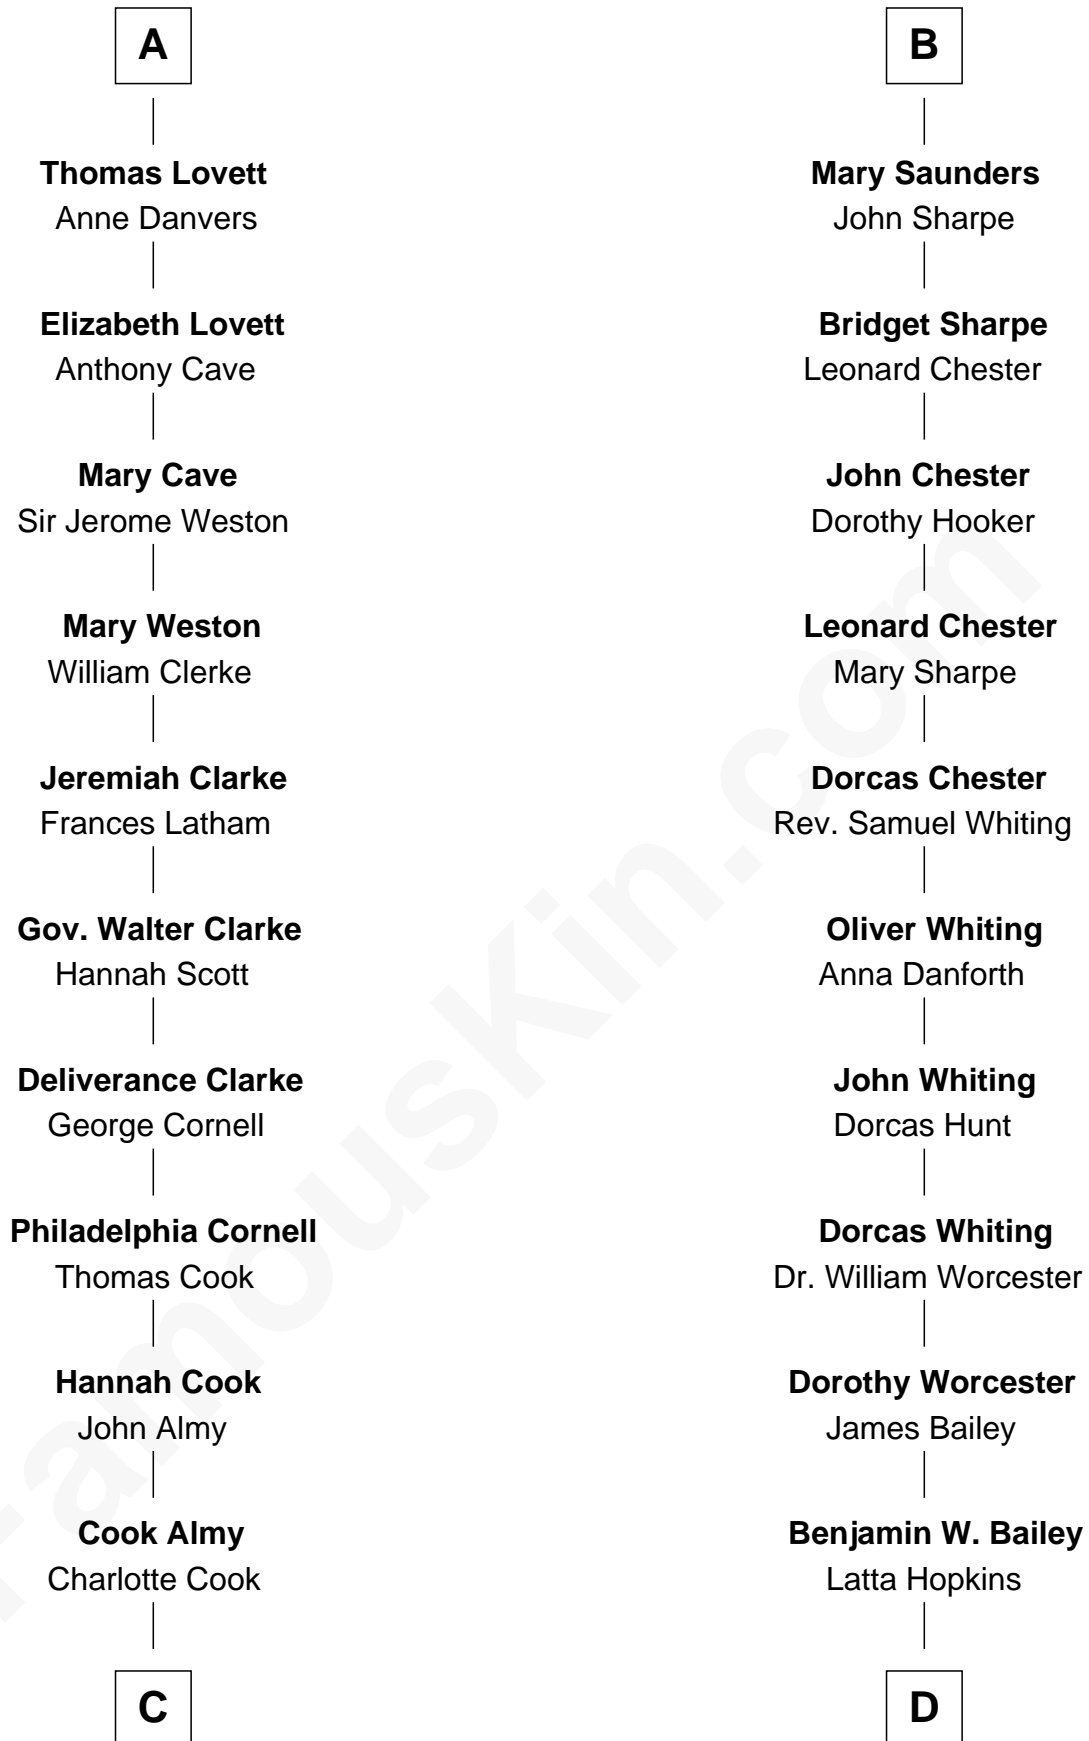 A
Thomas Lovett
Anne Danvers
Elizabeth Lovett
Anthony Cave
Mary Cave
Sir Jerome Weston
Mary Weston
William Clerke
Jeremiah Clarke
Frances Latham
Gov. Walter Clarke
Hannah Scott
Deliverance Clarke
George Cornell
Philadelphia Cornell
Thomas Cook
Hannah Cook
John Almy
Cook Almy
Charlotte Cook
C
B
Mary Saunders
John Sharpe
Bridget Sharpe
Leonard Chester
John Chester
Dorothy Hooker
Leonard Chester
Mary Sharpe
Dorcas Chester
Rev. Samuel Whiting
Oliver Whiting
Anna Danforth
John Whiting
Dorcas Hunt
Dorcas Whiting
Dr. William Worcester
Dorothy Worcester
James Bailey
Benjamin W. Bailey
Latta Hopkins
D
FamousKin.com